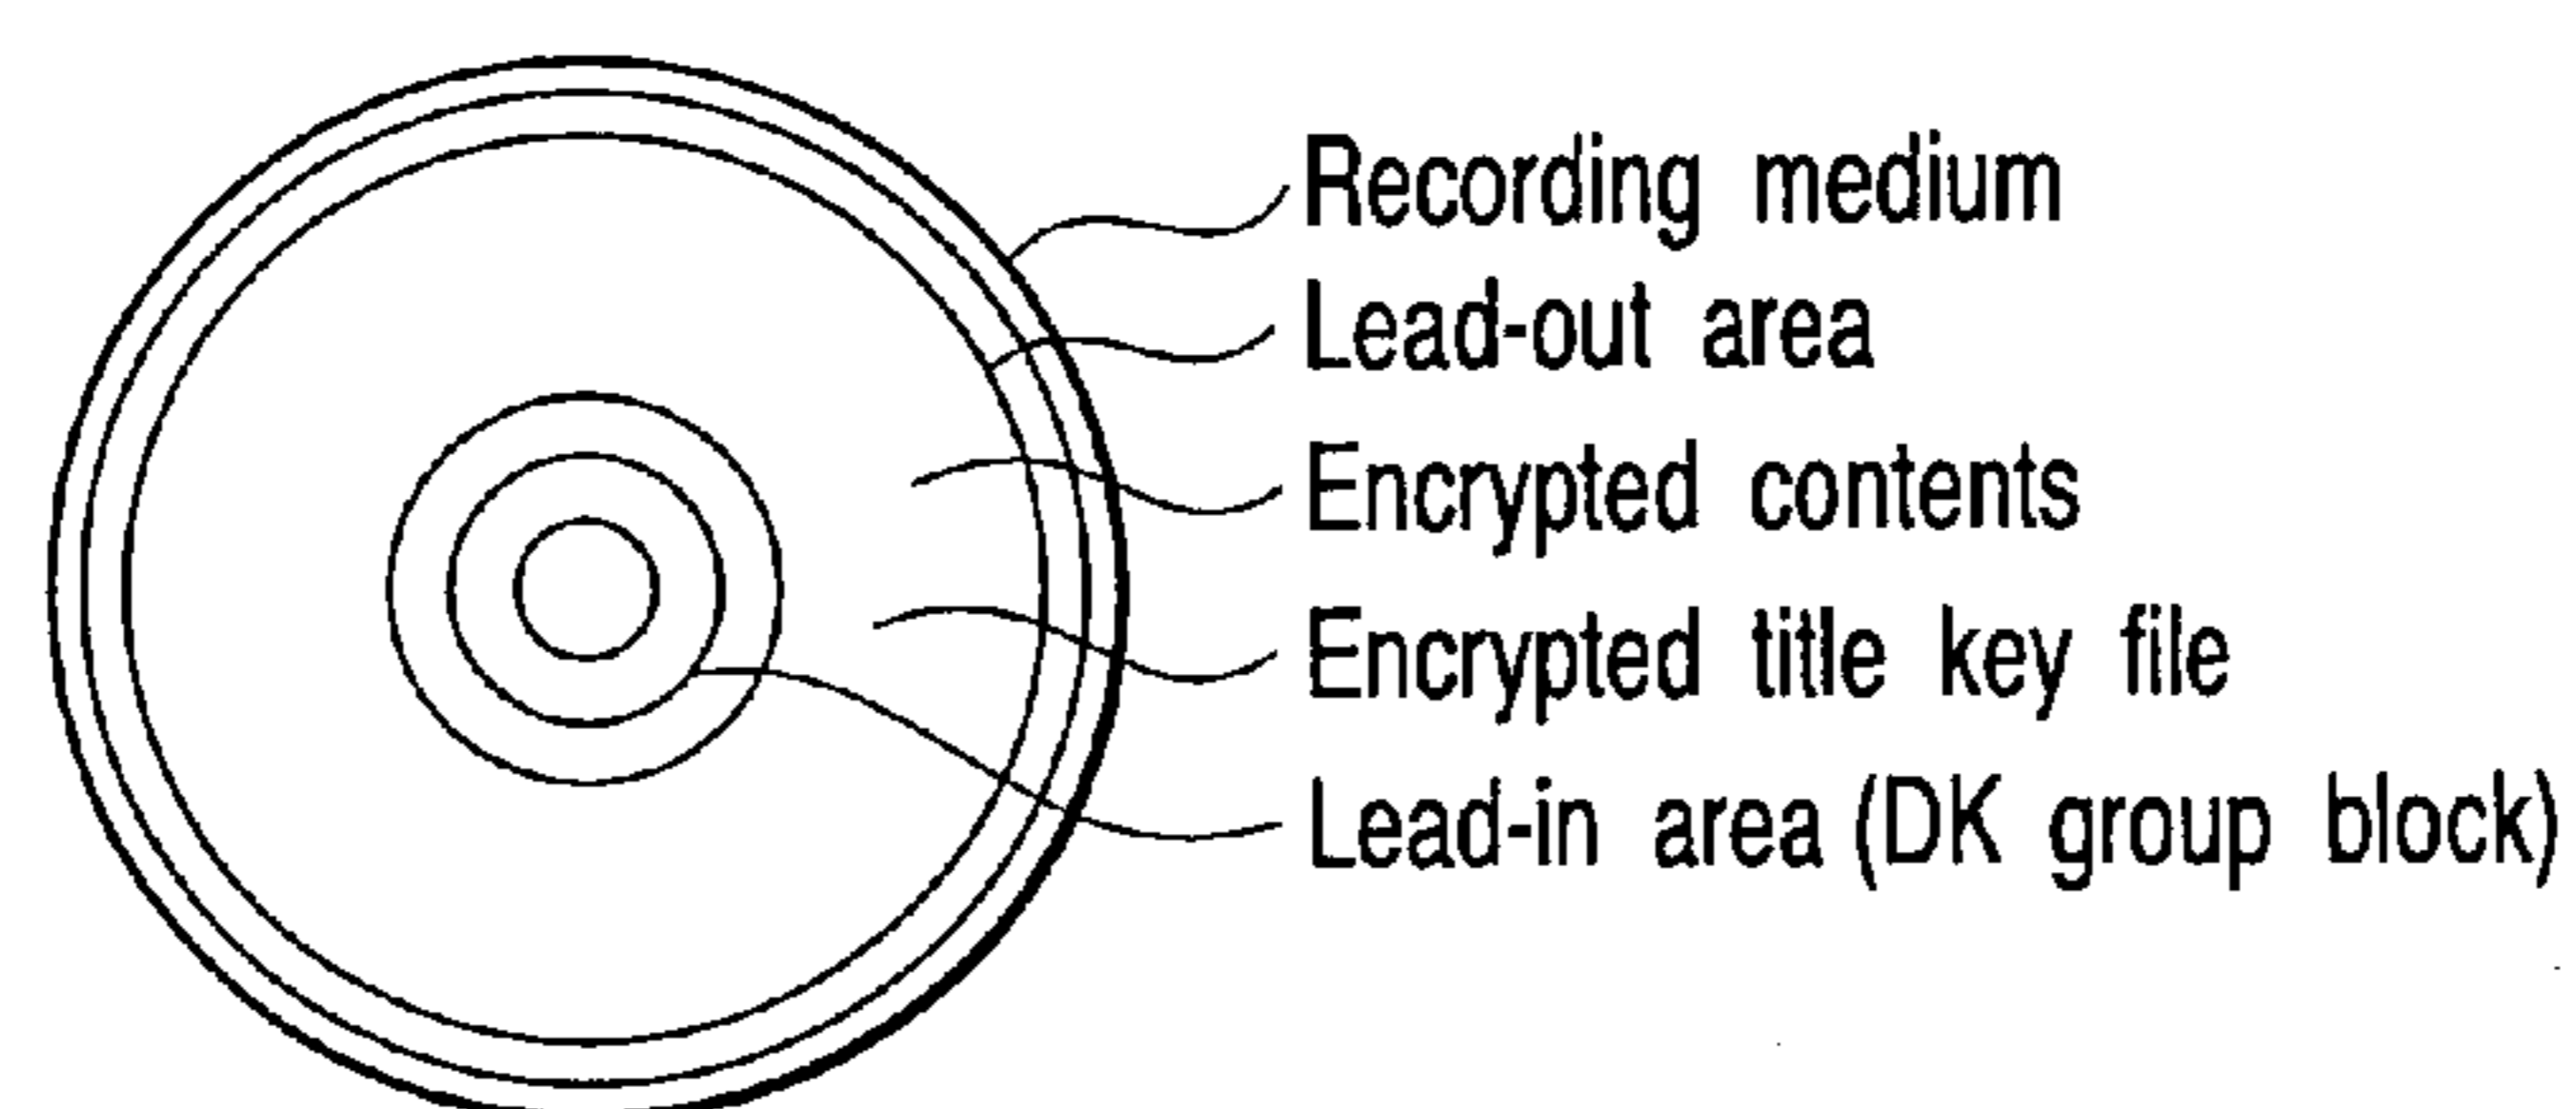 Recording medium
Lead-out area
Encrypted contents
Encrypted title key file
Lead-in area (DK group block)